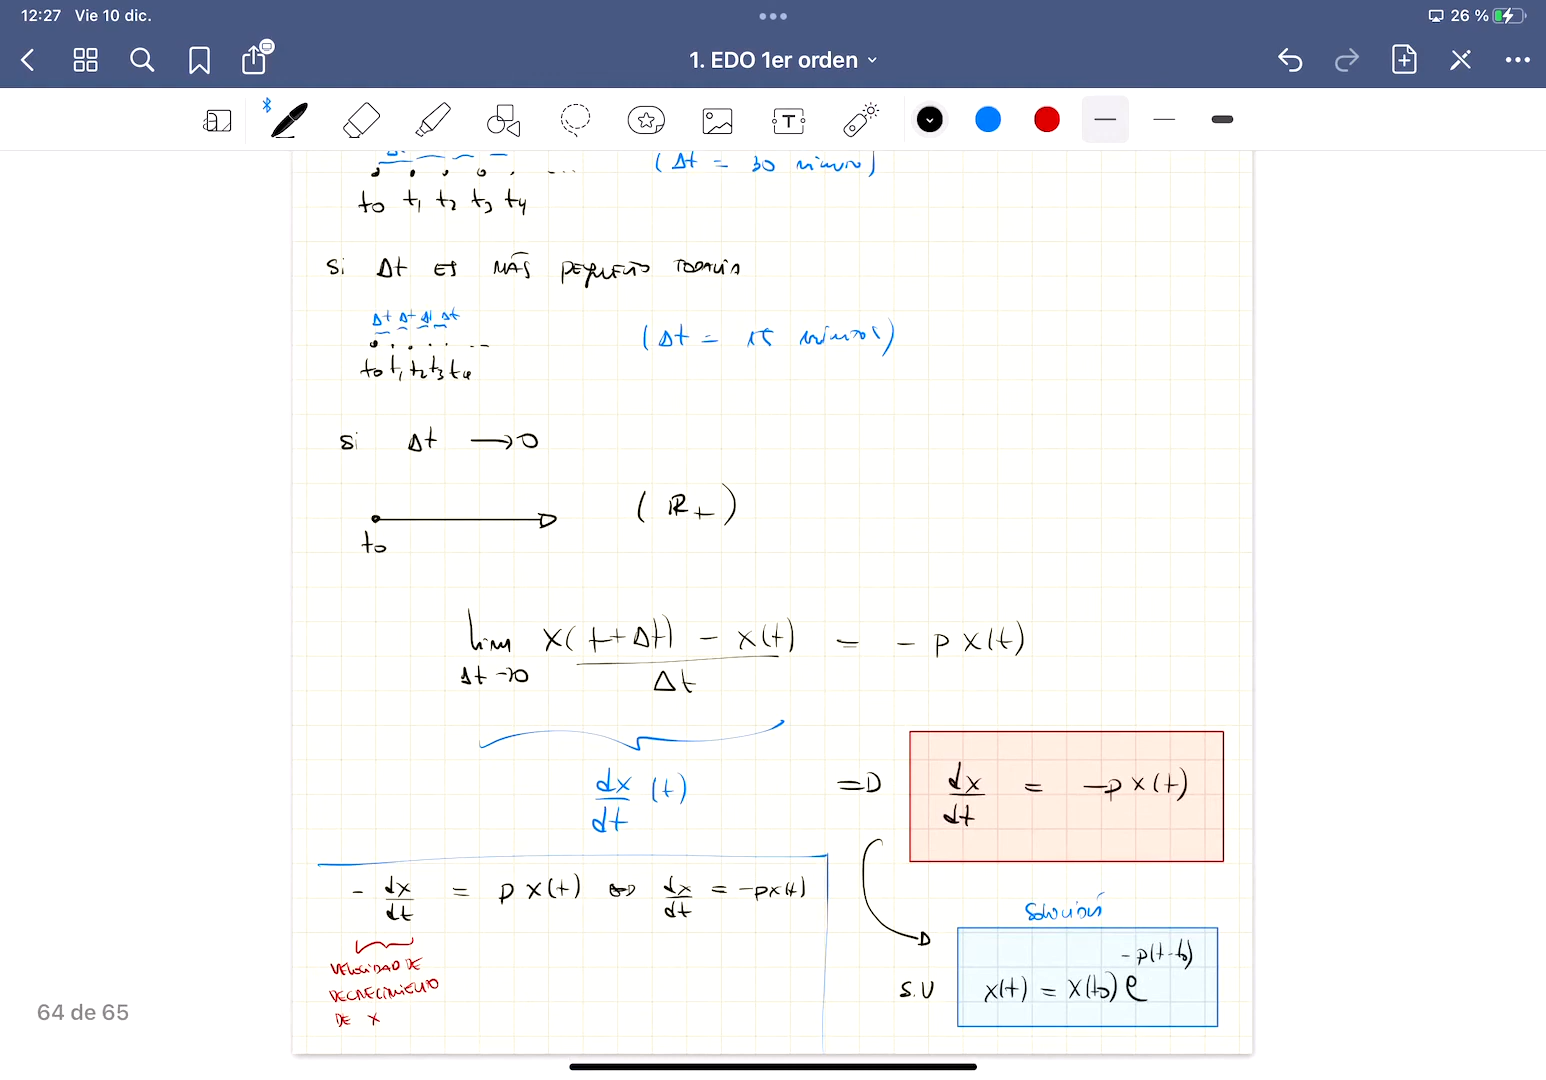 12:27 Vie 10 dic.
26 %
1. EDO 1er orden
(Δt = 30 minutos)
t0 t1 t2 t3 t4
si Δt ES MÁS PEQUEÑO TODAVÍA
Δt Δt Δt Δt
(Δt = 15 minutos)
t0 t1 t2 t3 t4
si Δt → 0
(ℝ+)
t0
lim Δt→0 x(t+Δt) - x(t) / Δt = - p x(t)
dx/dt (t)
⇒ dx/dt = -p x(t)
- dx/dt = p x(t) ⇔ dx/dt = -p x(t)
VELOCIDAD DE
DECRECIMIENTO
DE X
Solución
S.V x(t) = x(t0) e^-p(t-t0)
64 de 65